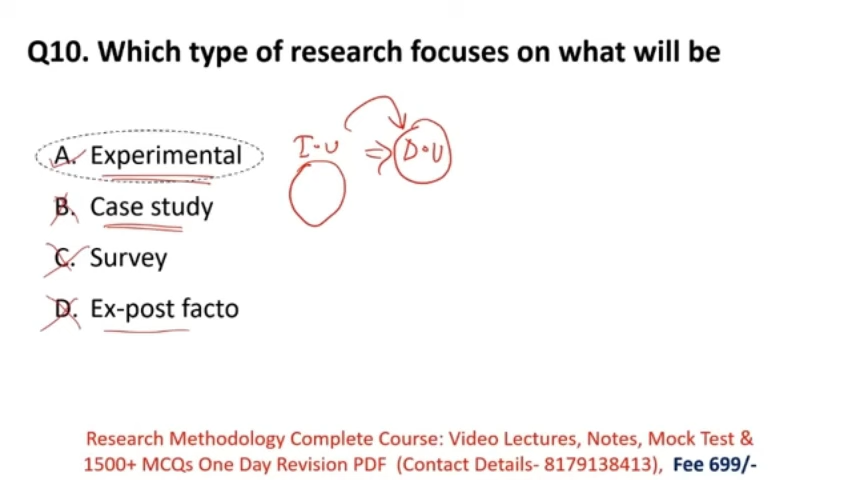 Q10. Which type of research focuses on what will be
A. Experimental
I.V ⇒ D.V
B. Case study
C. Survey
D. Ex-post facto
Research Methodology Complete Course: Video Lectures, Notes, Mock Test &
1500+ MCQs One Day Revision PDF (Contact Details- 8179138413), Fee 699/-